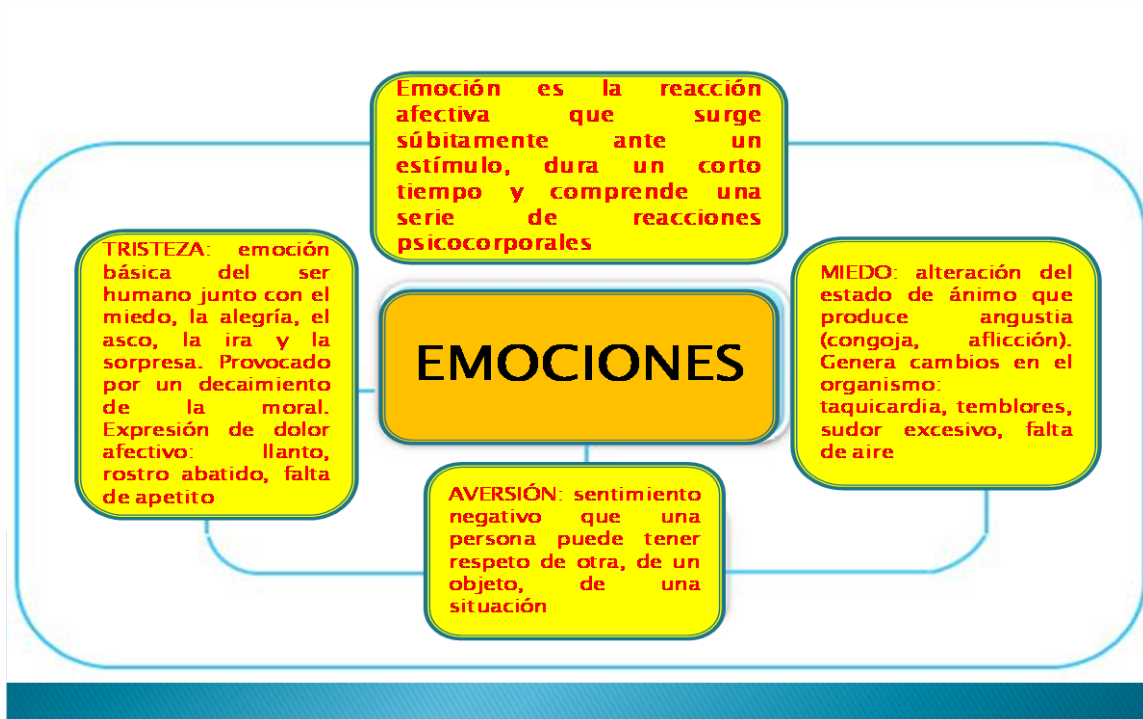 Emoción es la reacción
afectiva que surge
súbitamente ante un
estímulo, dura un corto
tiempo y comprende una
serie de reacciones
psicocorporales
TRISTEZA: emoción
básica del ser
humano junto con el
miedo, la alegría, el
asco, la ira y la
sorpresa. Provocado
por un decaimiento
de la moral.
Expresión de dolor
afectivo: llanto,
rostro abatido, falta
de apetito
EMOCIONES
MIEDO: alteración del
estado de ánimo que
produce angustia
(congoja, aflicción).
Genera cambios en el
organismo:
taquicardia, temblores,
sudor excesivo, falta
de aire
AVERSIÓN: sentimiento
negativo que una
persona puede tener
respeto de otra, de un
objeto, de una
situación